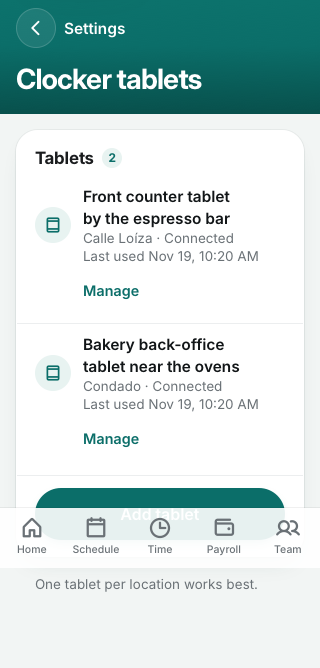 Settings
Clocker tablets
Tablets 2
Front counter tablet
by the espresso bar
Calle Loíza · Connected
Last used Nov 19, 10:20 AM
Manage
Bakery back-office
tablet near the ovens
Condado · Connected
Last used Nov 19, 10:20 AM
Manage
Add tablet
Home Schedule Time Payroll Team
One tablet per location works best.